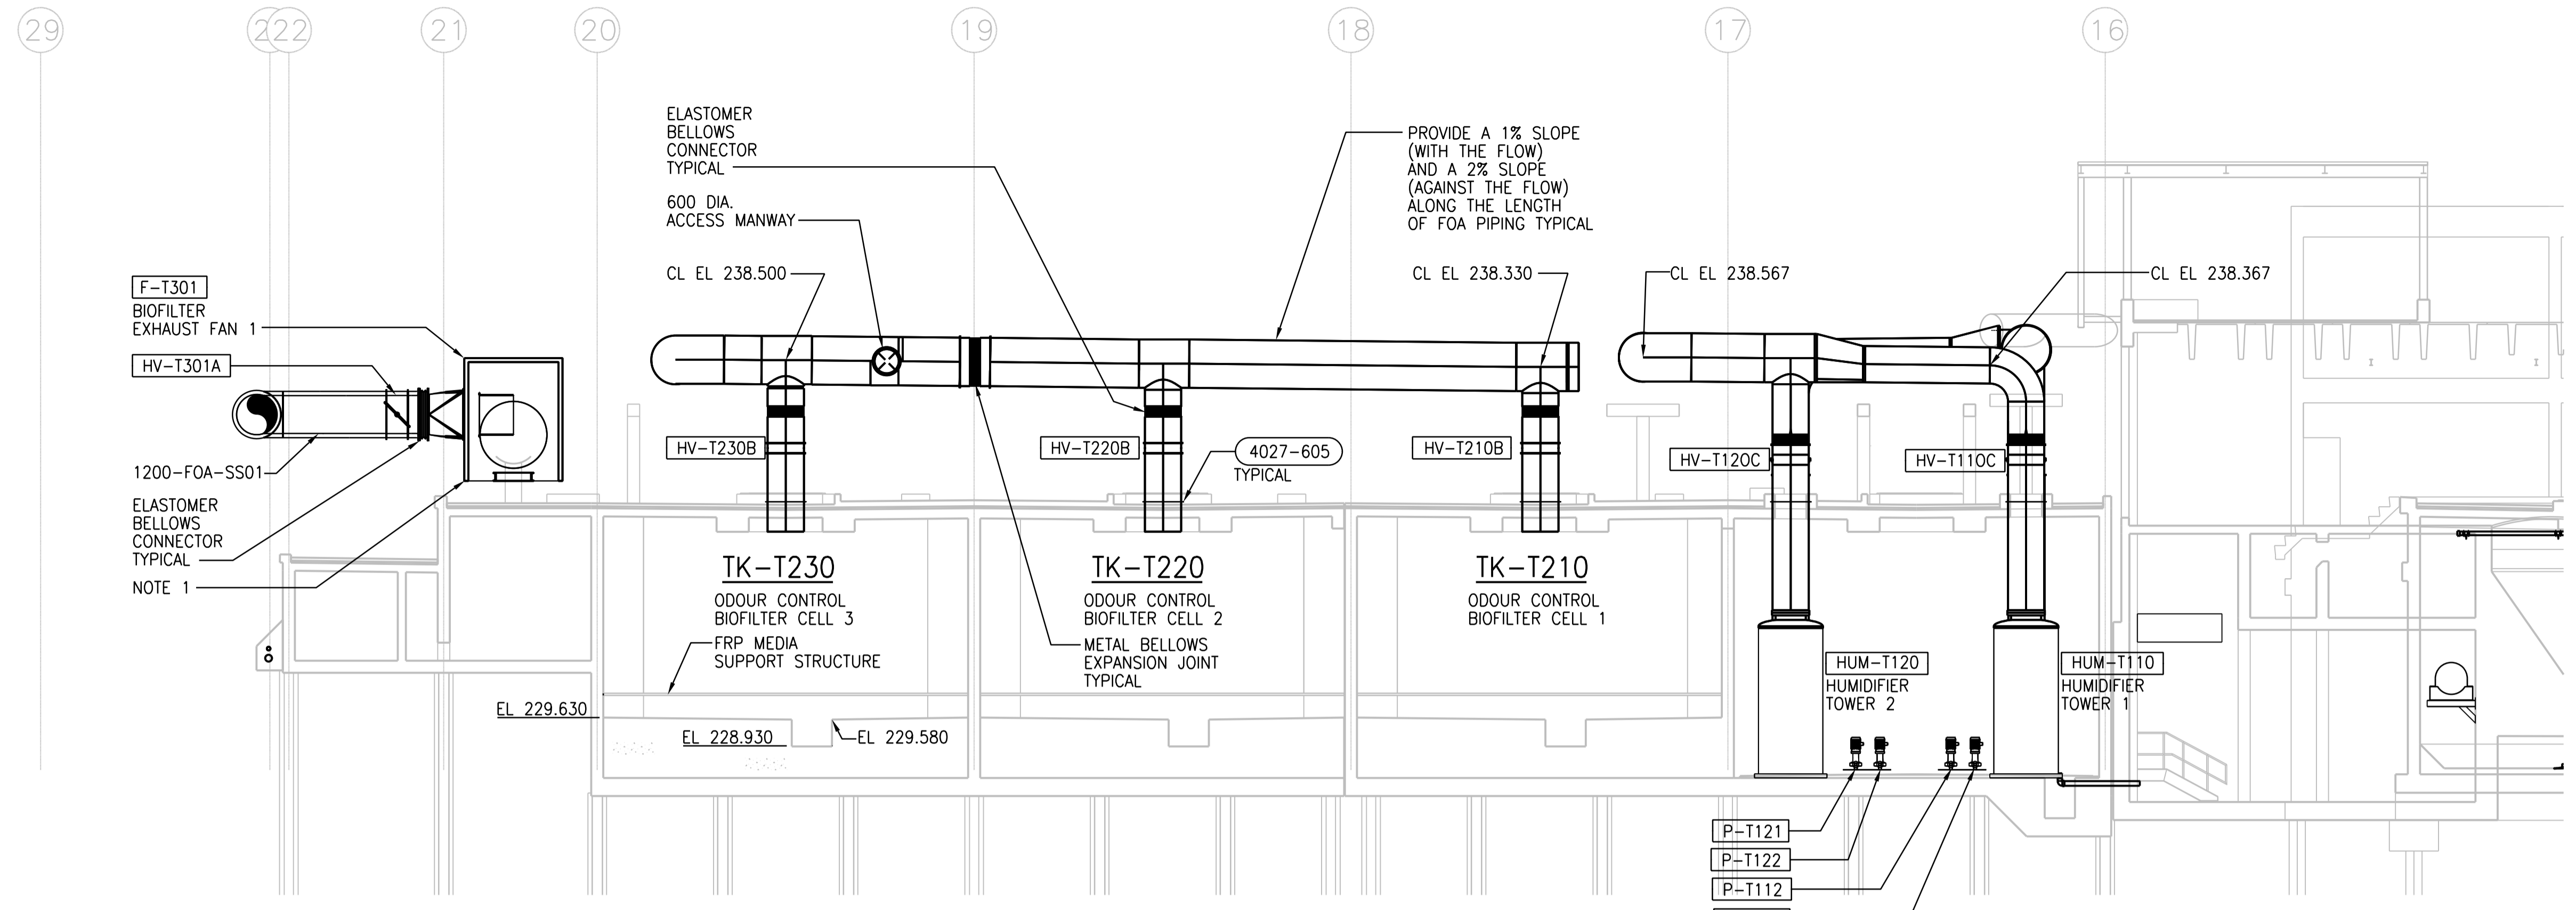 29
22
21
20
19
18
17
16
ELASTOMER
BELLOWS
CONNECTOR
TYPICAL
600 DIA.
ACCESS MANWAY
CL EL 238.500
PROVIDE A 1% SLOPE
(WITH THE FLOW)
AND A 2% SLOPE
(AGAINST THE FLOW)
ALONG THE LENGTH
OF FOA PIPING TYPICAL
CL EL 238.330
CL EL 238.567
CL EL 238.367
F-T301
BIOFILTER
EXHAUST FAN 1
HV-T301A
1200-FOA-SS01
ELASTOMER
BELLOWS
CONNECTOR
TYPICAL
NOTE 1
HV-T230B
HV-T220B
4027-605
TYPICAL
HV-T210B
HV-T120C
HV-T110C
TK-T230
ODOUR CONTROL
BIOFILTER CELL 3
FRP MEDIA
SUPPORT STRUCTURE
TK-T220
ODOUR CONTROL
BIOFILTER CELL 2
METAL BELLOWS
EXPANSION JOINT
TYPICAL
TK-T210
ODOUR CONTROL
BIOFILTER CELL 1
HUM-T120
HUMIDIFIER
TOWER 2
HUM-T110
HUMIDIFIER
TOWER 1
EL 229.630
EL 228.930
EL 229.580
P-T121
P-T122
P-T112